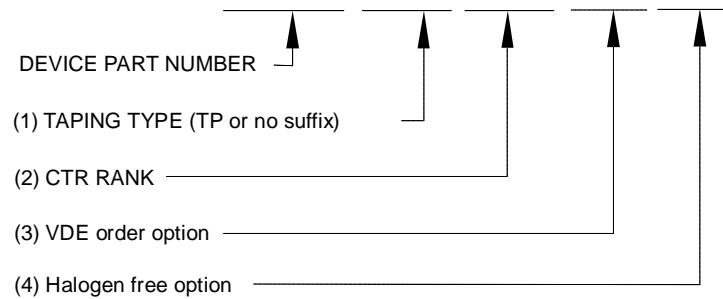 DEVICE PART NUMBER
(1) TAPING TYPE (TP or no suffix)
(2) CTR RANK
(3) VDE order option
(4) Halogen free option